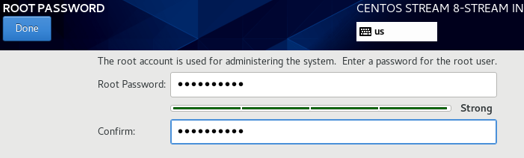 ROOT PASSWORD
CENTOS STREAM 8-STREAM IN
Done
us
The root account is used for administering the system. Enter a password for the root user.
Root Password: ••••••••••
Strong
Confirm: ••••••••••